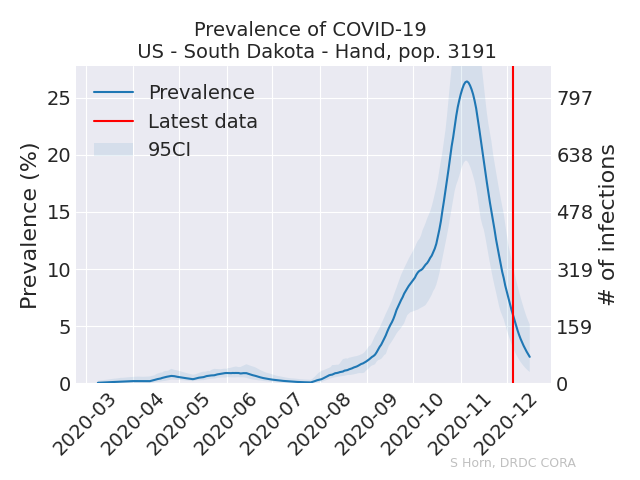 Prevalence of COVID-19
US - South Dakota - Hand, pop. 3191
Prevalence
Latest data
95CI
Prevalence (%)
25
20
15
10
5
0
797
638
478
319
159
0
# of infections
2020-03
2020-04
2020-05
2020-06
2020-07
2020-08
2020-09
2020-10
2020-11
2020-12
S Horn, DRDC CORA